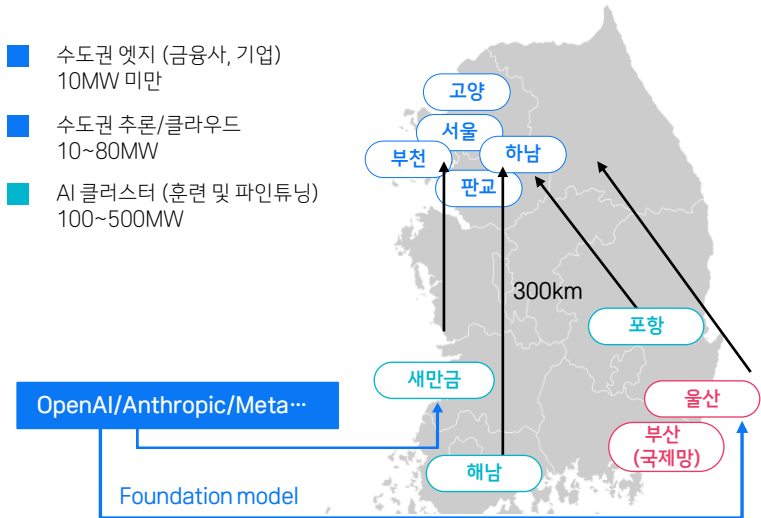 수도권 엣지 (금융사, 기업)
10MW 미만
수도권 추론/클라우드
10~80MW
AI 클러스터 (훈련 및 파인튜닝)
100~500MW
고양
서울
부천
하남
판교
300km
포항
새만금
OpenAI/Anthropic/Meta…
울산
부산
(국제망)
해남
Foundation model